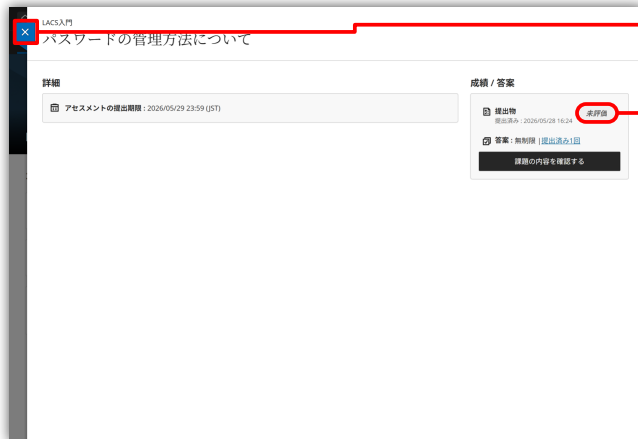 LACS入門
パスワードの管理方法について
詳細
アセスメントの提出期限 : 2026/05/29 23:59 (JST)
成績 / 答案
提出物
提出済み : 2026/05/28 16:24
未評価
答案 : 無制限 | 提出済み1回
課題の内容を確認する